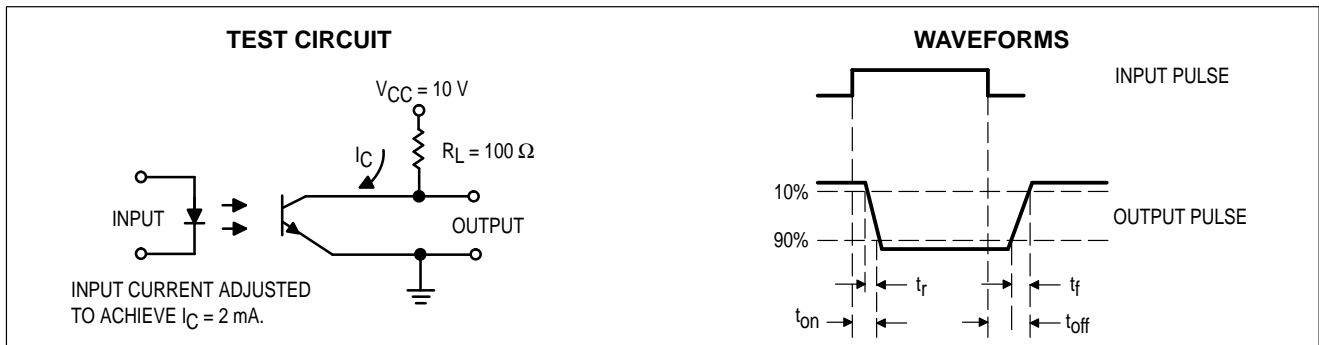 TEST CIRCUIT
VCC = 10 V
IC
RL = 100 Ω
INPUT
OUTPUT
INPUT CURRENT ADJUSTED
TO ACHIEVE IC = 2 mA.
WAVEFORMS
INPUT PULSE
10%
OUTPUT PULSE
90%
tr
tf
ton
toff